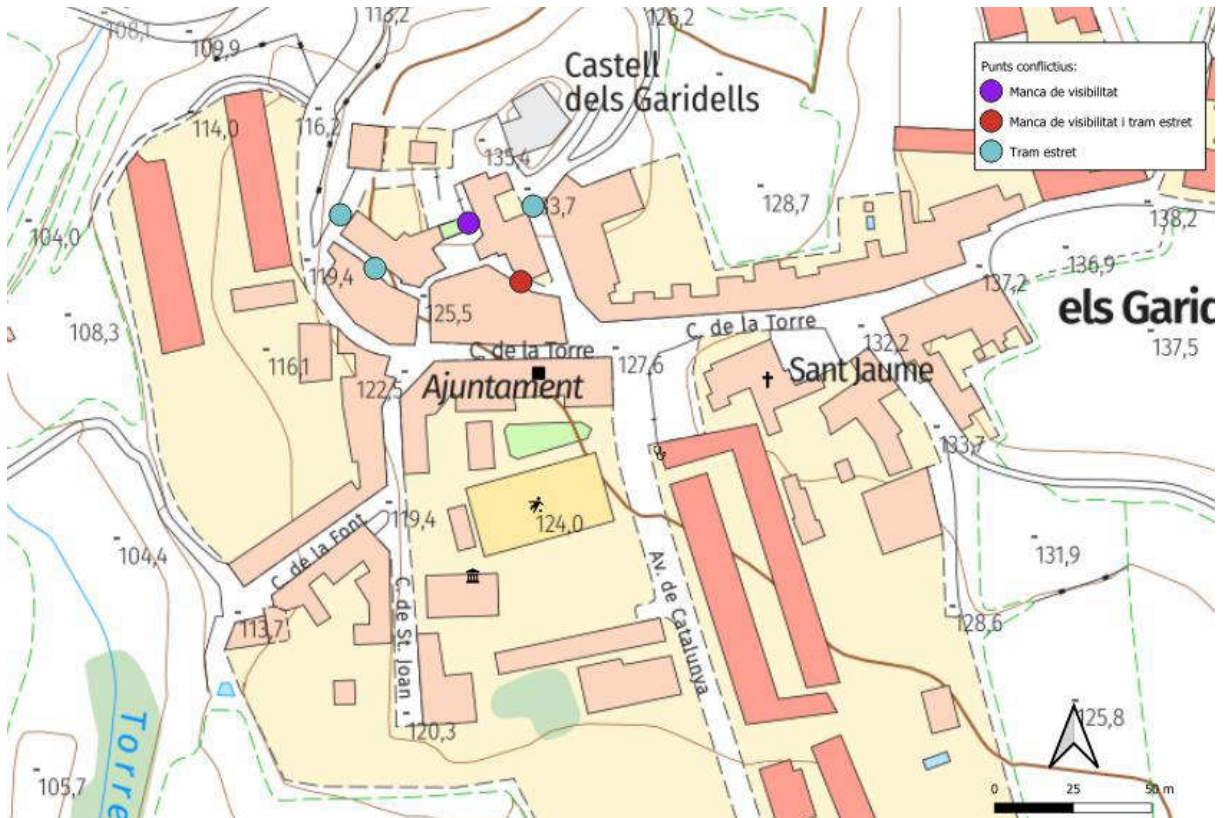 113,2
126,2
108,1
109,9
Castell
dels Garidells
Punts conflictius:
Manca de visibilitat
Manca de visibilitat i tram estret
Tram estret
114,0
116,2
135,4
128,7
138,2
104,0
119,4
136,9
137,2
els Garid
108,3
125,5
C. de la Torre
132,2
137,5
116,1
C. de la Torre
127,6
Sant Jaume
122,5
Ajuntament
133,7
119,4
124,0
104,4
C. de la Font
131,9
Av. de Catalunya
C. de St. Joan
113,7
128,6
120,3
125,8
Torre
105,7
0 25 50 m